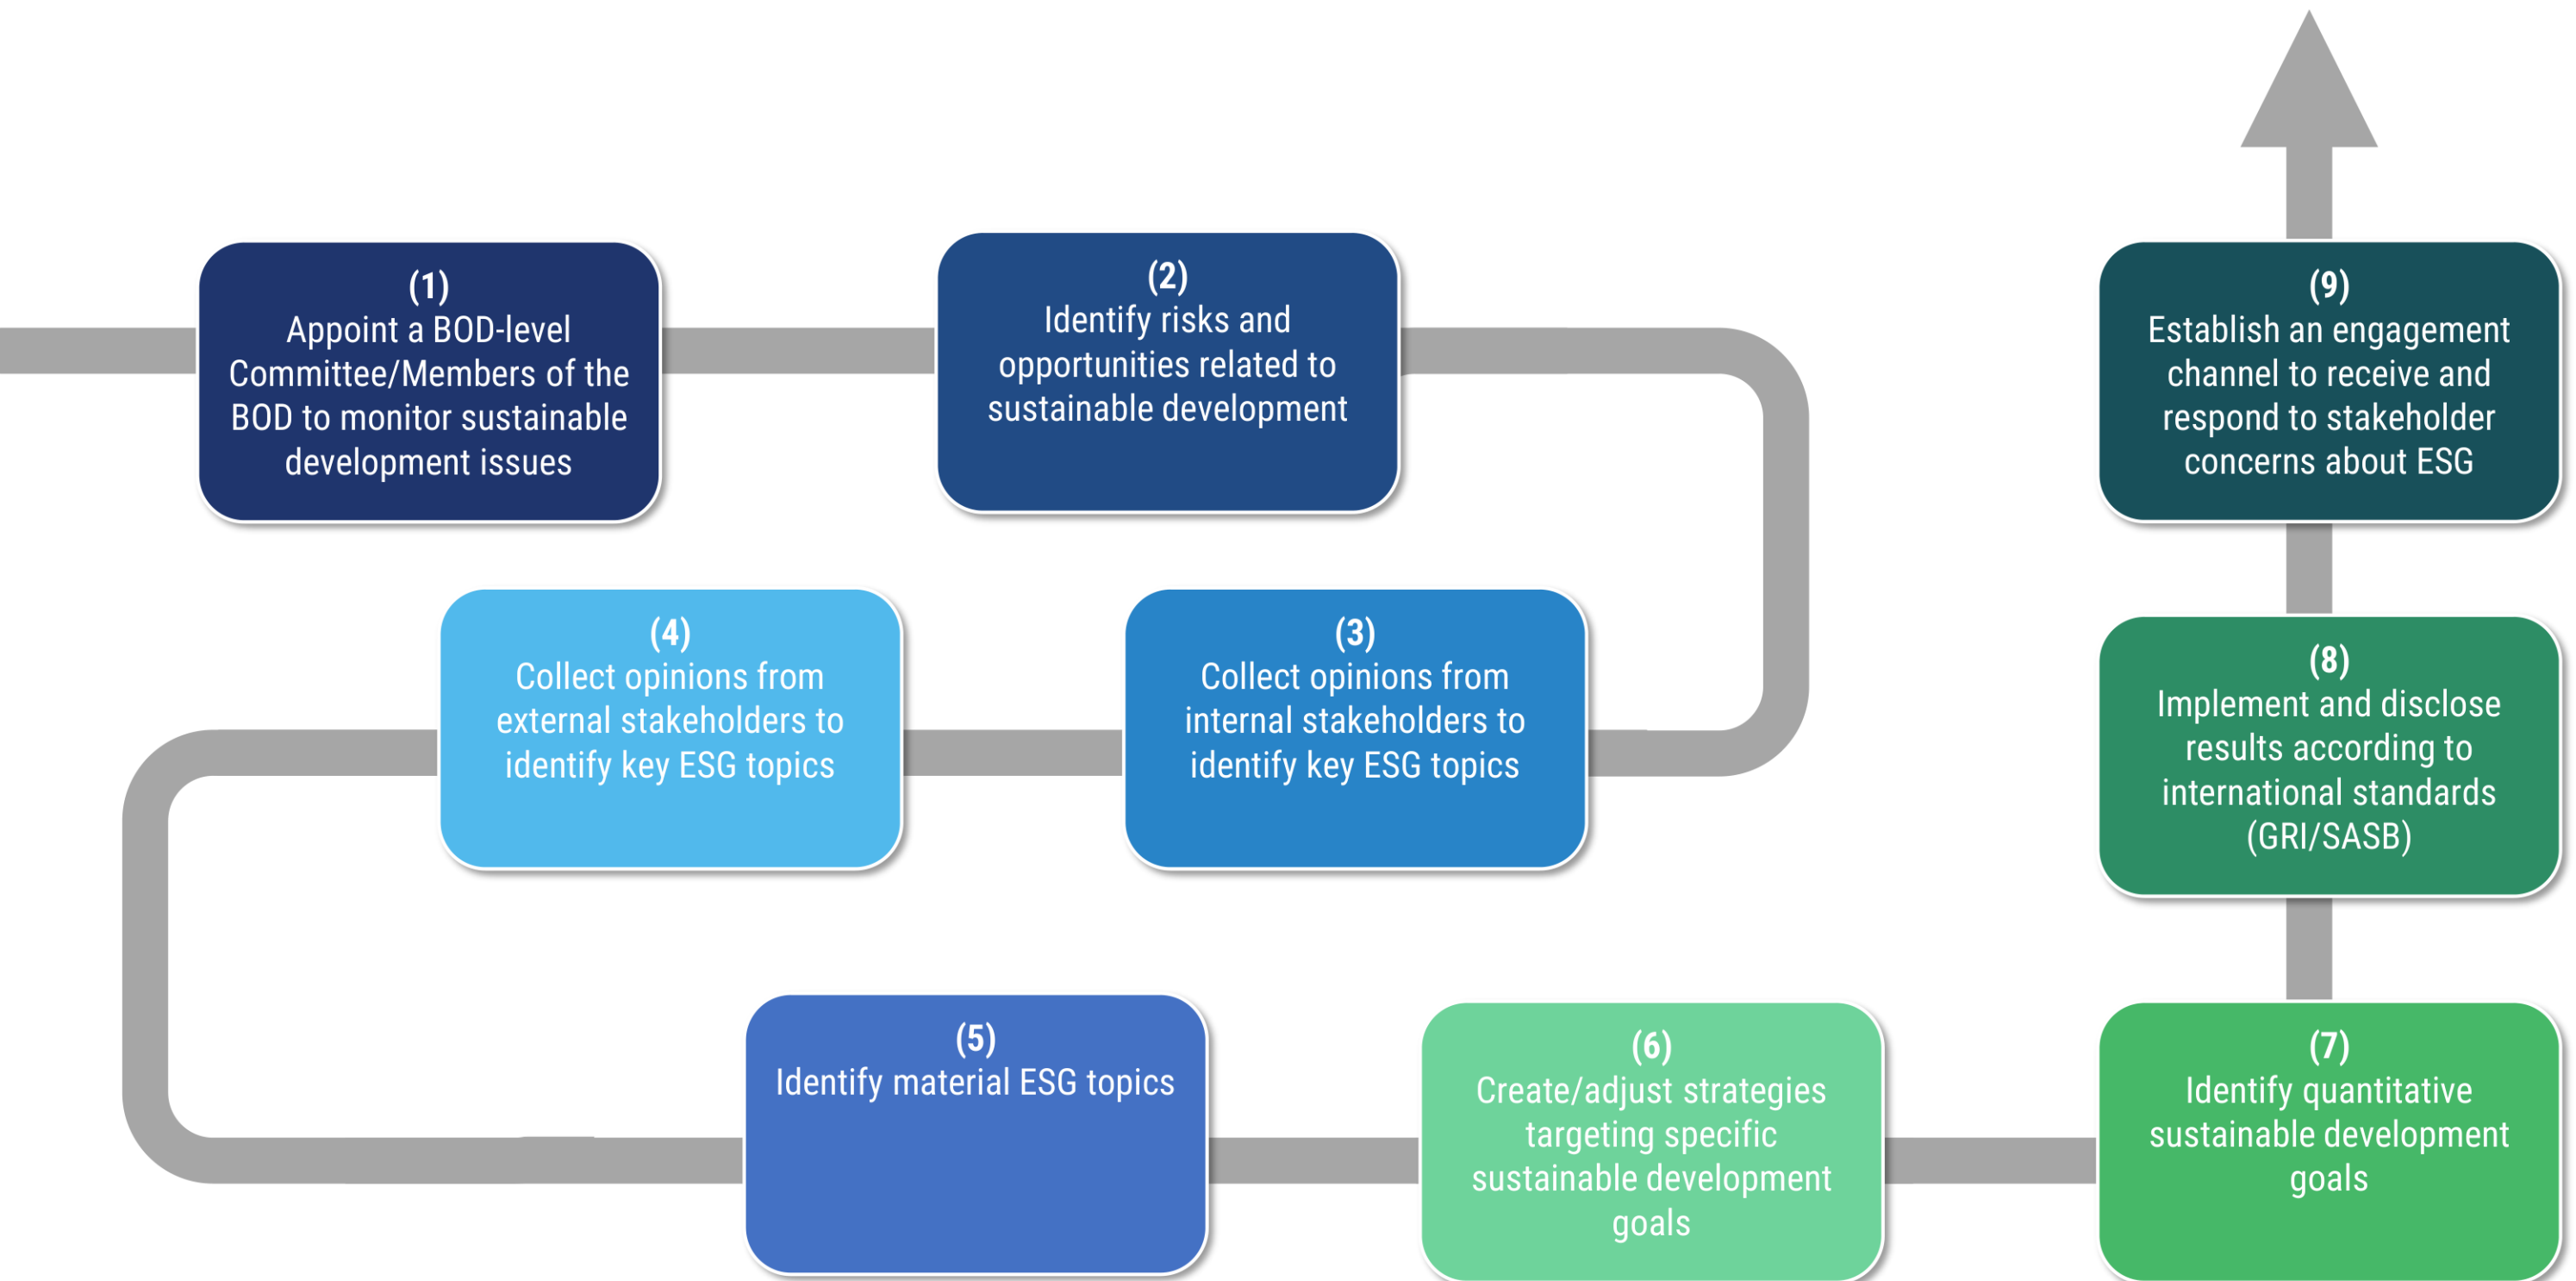 (1)
Appoint a BOD-level
Committee/Members of the
BOD to monitor sustainable
development issues
(2)
Identify risks and
opportunities related to
sustainable development
(3)
Collect opinions from
internal stakeholders to
identify key ESG topics
(4)
Collect opinions from
external stakeholders to
identify key ESG topics
(5)
Identify material ESG topics
(6)
Create/adjust strategies
targeting specific
sustainable development
goals
(7)
Identify quantitative
sustainable development
goals
(8)
Implement and disclose
results according to
international standards
(GRI/SASB)
(9)
Establish an engagement
channel to receive and
respond to stakeholder
concerns about ESG